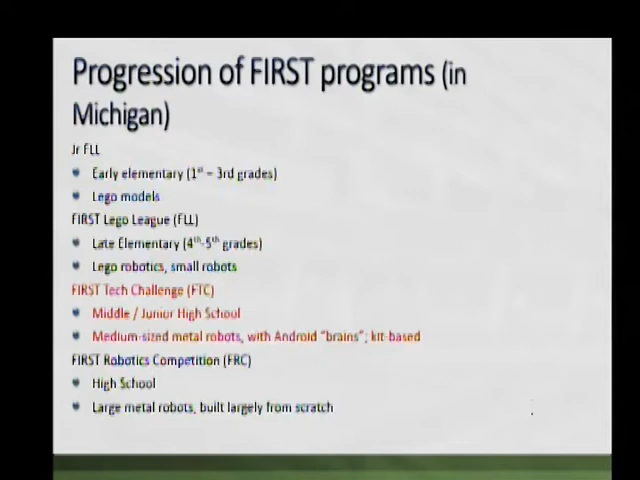 Progression of FIRST programs (in
Michigan)
Jr FLL
Early elementary (1st – 3rd grades)
Lego models
FIRST Lego League (FLL)
Late Elementary (4th-5th grades)
Lego robotics, small robots
FIRST Tech Challenge (FTC)
Middle / Junior High School
Medium-sized metal robots, with Android "brains"; kit-based
FIRST Robotics Competition (FRC)
High School
Large metal robots, built largely from scratch